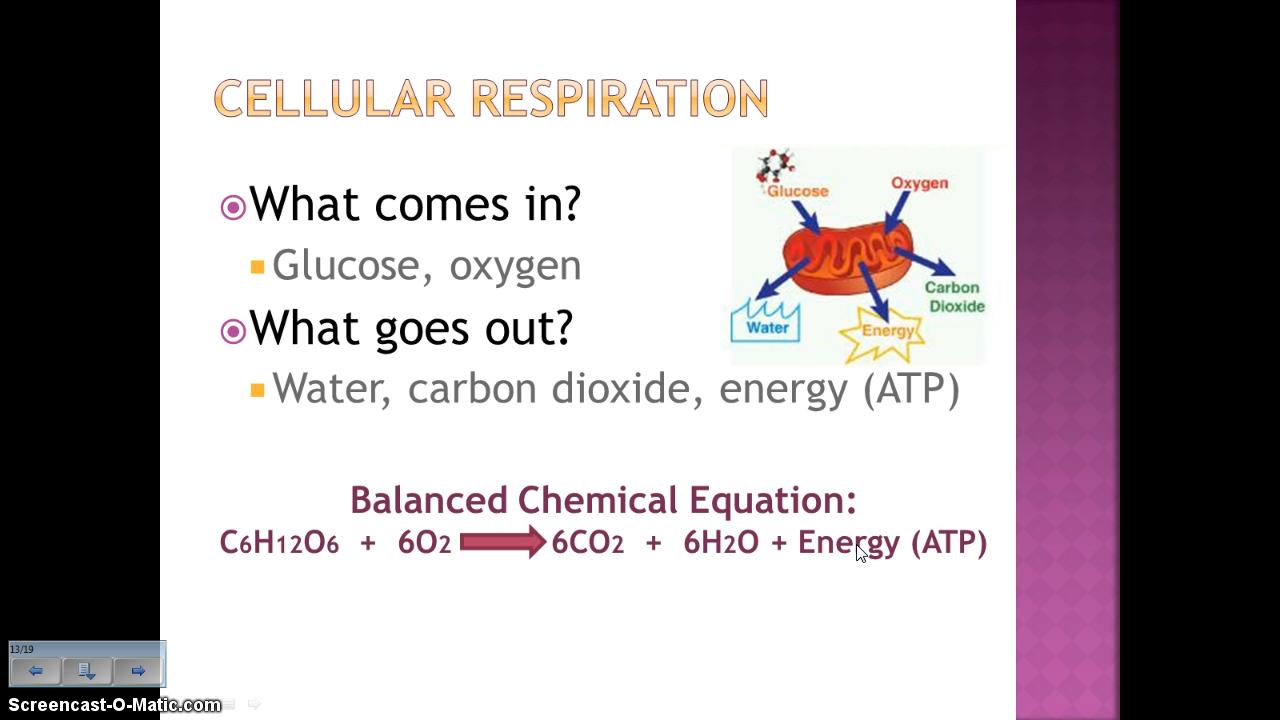 CELLULAR RESPIRATION
What comes in?
Glucose, oxygen
What goes out?
Water, carbon dioxide, energy (ATP)
Glucose
Oxygen
Carbon
Dioxide
Water
Energy
Balanced Chemical Equation:
C6H12O6 + 6O2 6CO2 + 6H2O + Energy (ATP)
13/19
Screencast-O-Matic.com